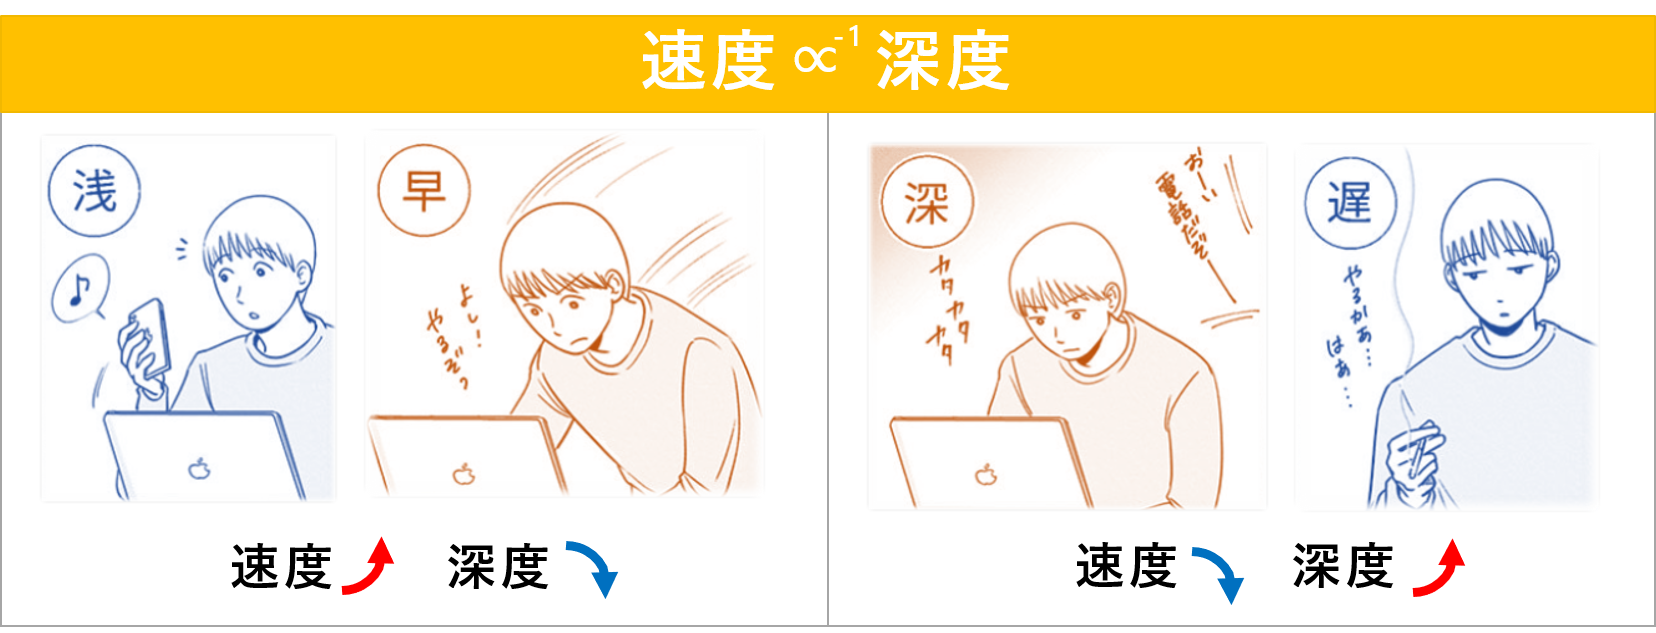 速度 ∝⁻¹ 深度
浅
♪
早
よし!
やるぞっ
速度
深度
深
おーい
電話だぞー
カタ
カタ
カタ
遅
やるかあ…
はあ…
速度
深度